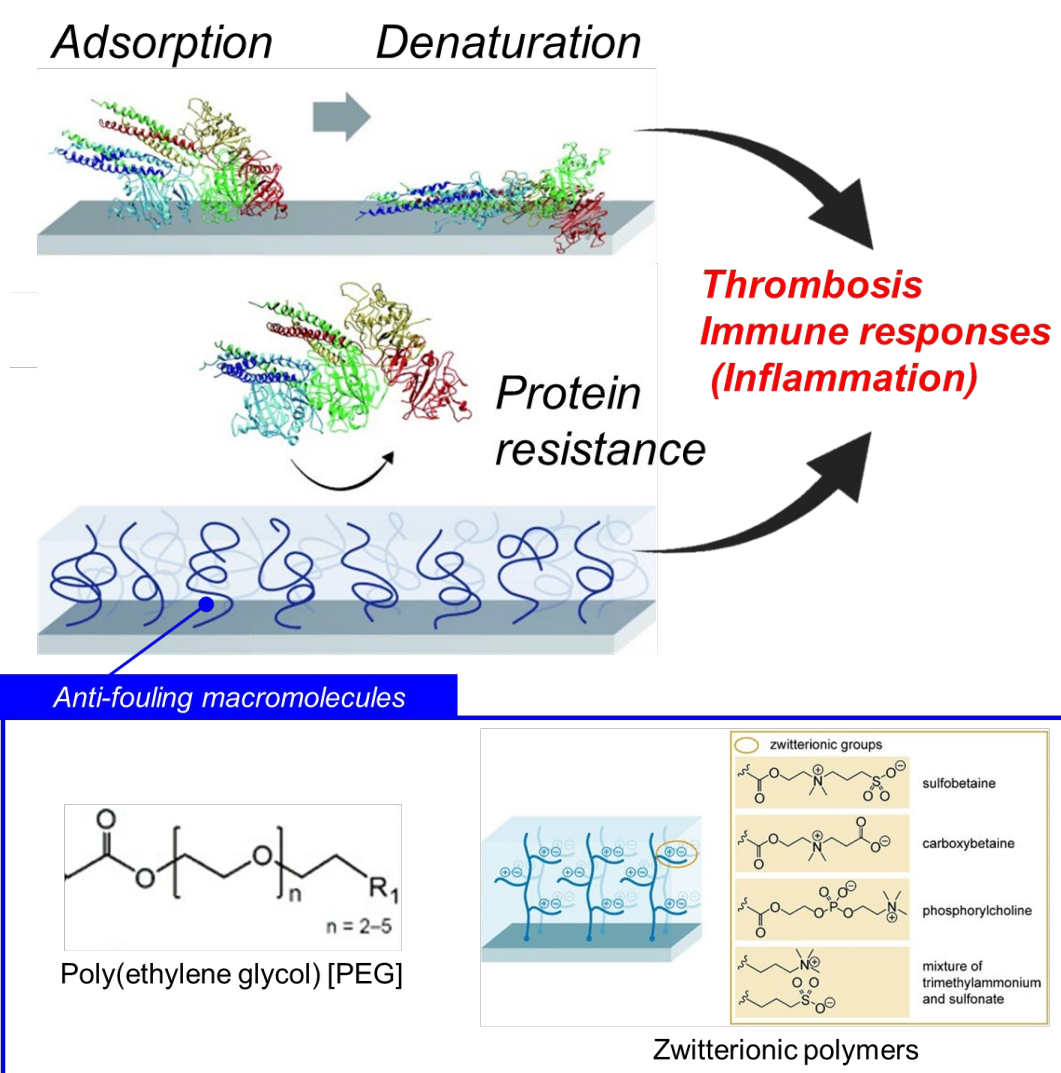 Adsorption
Denaturation
Thrombosis
Immune responses
(Inflammation)
Protein
resistance
Anti-fouling macromolecules
O
O
O
n
R1
n = 2–5
Poly(ethylene glycol) [PEG]
zwitterionic groups
sulfobetaine
carboxybetaine
phosphorylcholine
mixture of
trimethylammonium
and sulfonate
Zwitterionic polymers